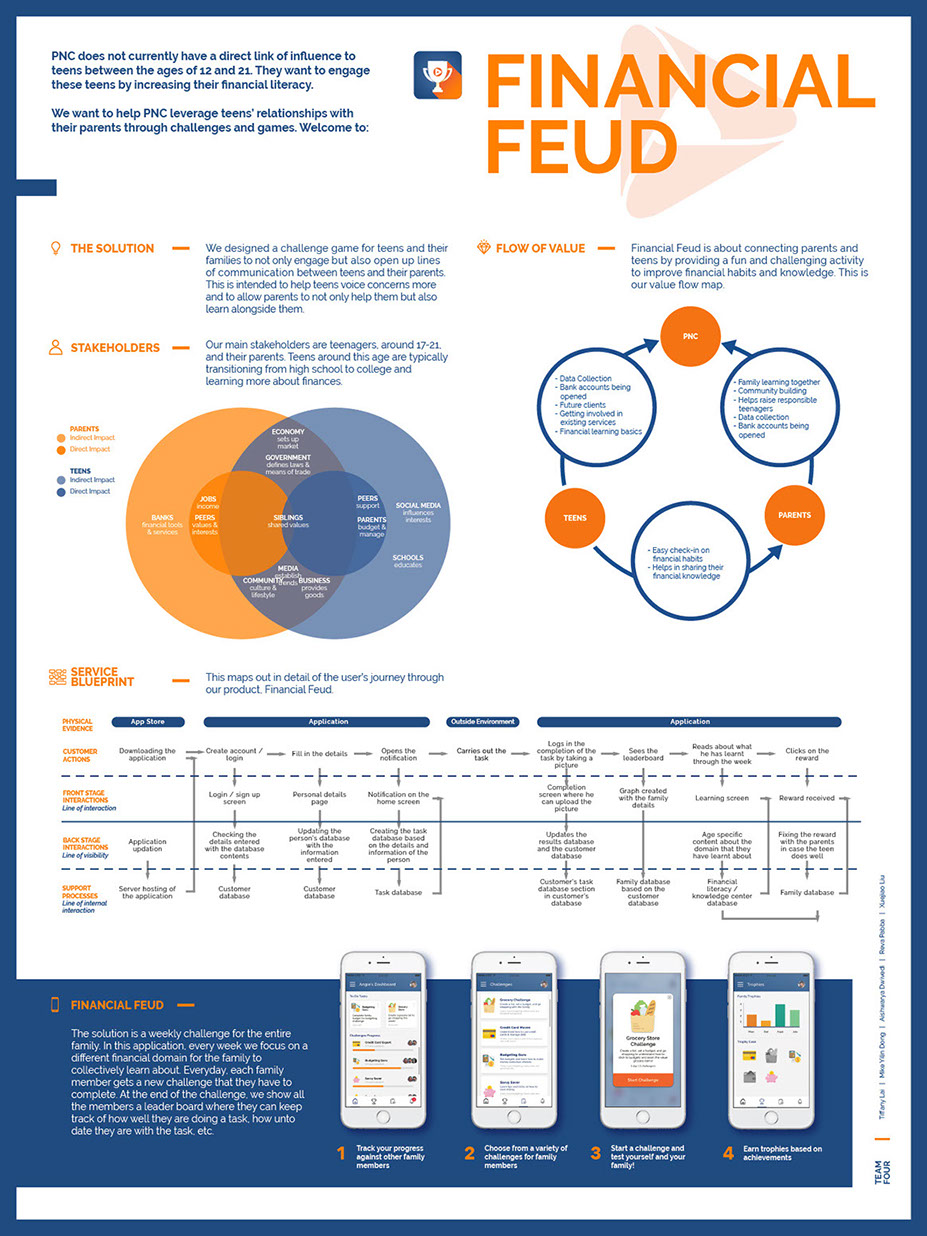 PNC does not currently have a direct link of influence to
teens between the ages of 12 and 21. They want to engage
these teens by increasing their financial literacy.
We want to help PNC leverage teens' relationships with
their parents through challenges and games. Welcome to:
FINANCIAL
FEUD
THE SOLUTION
We designed a challenge game for teens and their
families to not only engage but also open up lines
of communication between teens and their parents.
This is intended to help teens voice concerns more
and to allow parents to not only help them but also
learn alongside them.
STAKEHOLDERS
Our main stakeholders are teenagers, around 17-21,
and their parents. Teens around this age are typically
transitioning from high school to college and
learning more about finances.
PARENTS
Indirect Impact
Direct Impact
TEENS
Indirect Impact
Direct Impact
ECONOMY
sets up
market
GOVERNMENT
defines laws &
means of trade
JOBS
income
PEERS
values &
interests
BANKS
financial tools
& services
SIBLINGS
shared values
PEERS
support
PARENTS
budget &
manage
SOCIAL MEDIA
influences
interests
SCHOOLS
educates
MEDIA
establish
trends
COMMUNITY
culture &
lifestyle
BUSINESS
provides
goods
FLOW OF VALUE
Financial Feud is about connecting parents and
teens by providing a fun and challenging activity
to improve financial habits and knowledge. This is
our value flow map.
PNC
- Data Collection
- Bank accounts being
opened
- Future clients
- Getting involved in
existing services
- Financial learning basics
- Family learning together
- Community building
- Helps raise responsible
teenagers
- Data collection
- Bank accounts being
opened
TEENS
PARENTS
- Easy check-in on
financial habits
- Helps in sharing their
financial knowledge
SERVICE
BLUEPRINT
This maps out in detail of the user's journey through
our product, Financial Feud.
PHYSICAL
EVIDENCE
App Store
Application
Outside Environment
Application
CUSTOMER
ACTIONS
Downloading the
application
Create account /
login
Fill in the details
Opens the
notification
Carries out the
task
Logs in the
completion of the
task by taking a
picture
Sees the
leaderboard
Reads about what
he has learnt
through the week
Clicks on the
reward
FRONT STAGE
INTERACTIONS
Line of interaction
Login / sign up
screen
Personal details
page
Notification on the
home screen
Completion
screen where he
can upload the
picture
Graph created
with the family
details
Learning screen
Reward received
BACK STAGE
INTERACTIONS
Line of visibility
Application
updation
Checking the
details entered
with the database
contents
Updating the
person's database
with the
information
entered
Creating the task
database based
on the details and
information of the
person
Updates the
results database
and the customer
database
Age specific
content about the
domain that they
have learnt about
Fixing the reward
with the parents
in case the teen
does well
SUPPORT
PROCESSES
Line of internal
interaction
Server hosting of
the application
Customer
database
Customer
database
Task database
Customer's task
database section
in customer's
database
Family database
based on the
customer
database
Financial
literacy /
knowledge center
database
Family database
FINANCIAL FEUD
The solution is a weekly challenge for the entire
family. In this application, every week we focus on a
different financial domain for the family to
collectively learn about. Everyday, each family
member gets a new challenge that they have to
complete. At the end of the challenge, we show all
the members a leader board where they can keep
track of how well they are doing a task, how unto
date they are with the task, etc.
Angie's Dashboard
Challenges Progress
Credit Card Expert
Budgeting Guru
Savvy Saver
Challenges
Grocery Challenge
Credit Card Master
Budgeting Guru
Savvy Saver
Grocery Store
Challenge
Start Challenge
Trophies
Family Trophies
Trophy Case
1 Track your progress
against other family
members
2 Choose from a variety of
challenges for family
members
3 Start a challenge and
test yourself and your
family!
4 Earn trophies based on
achievements
TEAM
FOUR
Tiffany Lai | Mike Yilin Dong | Aishwarya Dwivedi | Reva Pabba | Xuejiao Liu